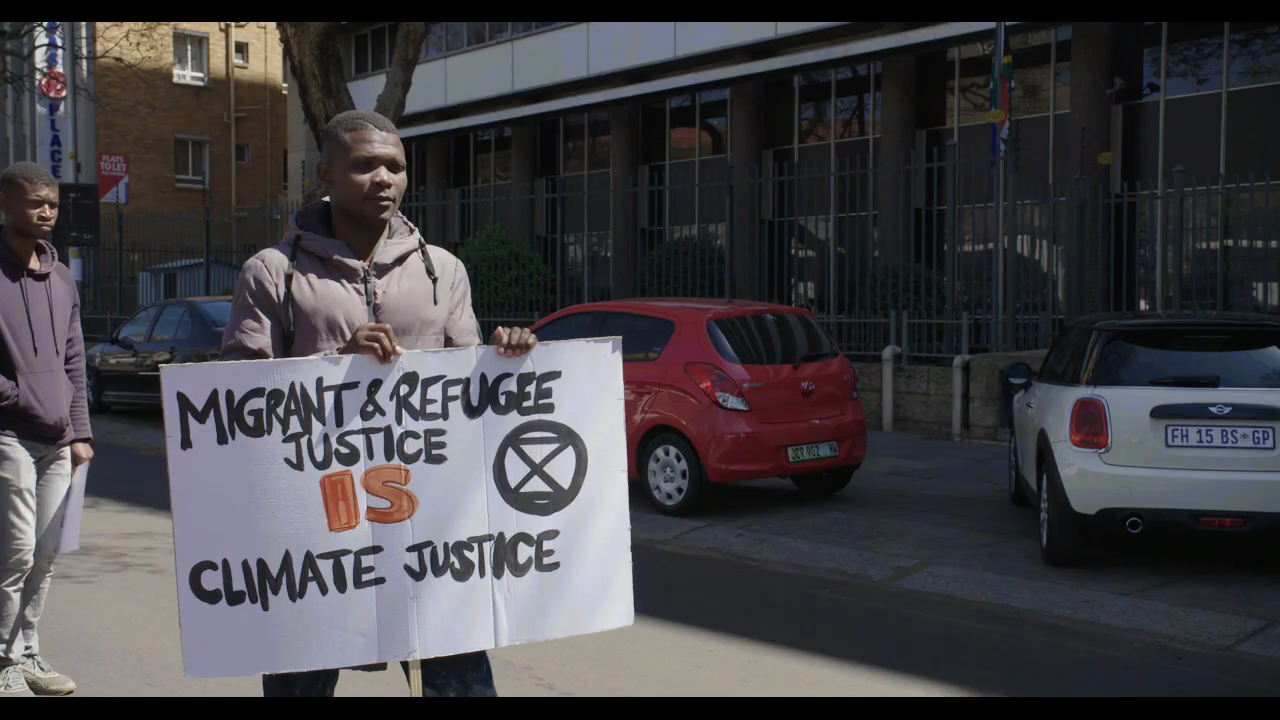 PLACE
FLATS
TO LET
MIGRANT & REFUGEE
JUSTICE
IS
CLIMATE JUSTICE
FH 15 BS GP